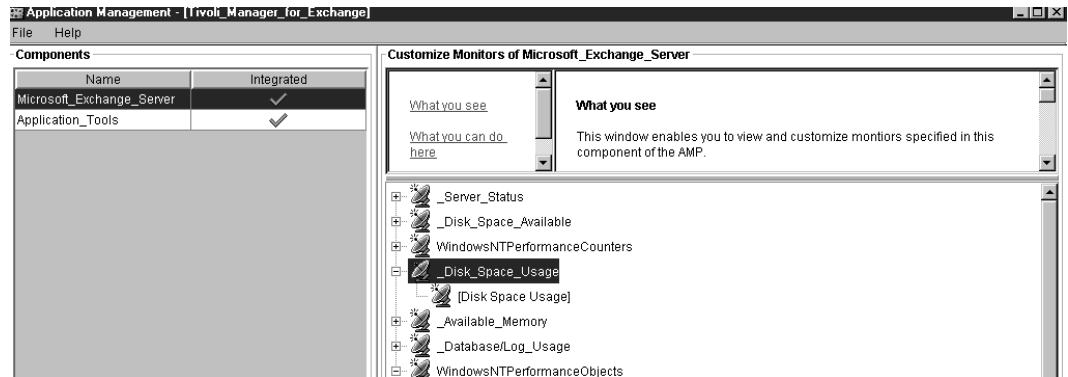 Application Management - [Tivoli_Manager_for_Exchange]
File Help
Components
Name Integrated
Microsoft_Exchange_Server
Application_Tools
Customize Monitors of Microsoft_Exchange_Server
What you see
What you can do
here
What you see
This window enables you to view and customize montiors specified in this
component of the AMP.
_Server_Status
_Disk_Space_Available
WindowsNTPerformanceCounters
_Disk_Space_Usage
[Disk Space Usage]
_Available_Memory
_Database/Log_Usage
WindowsNTPerformanceObjects